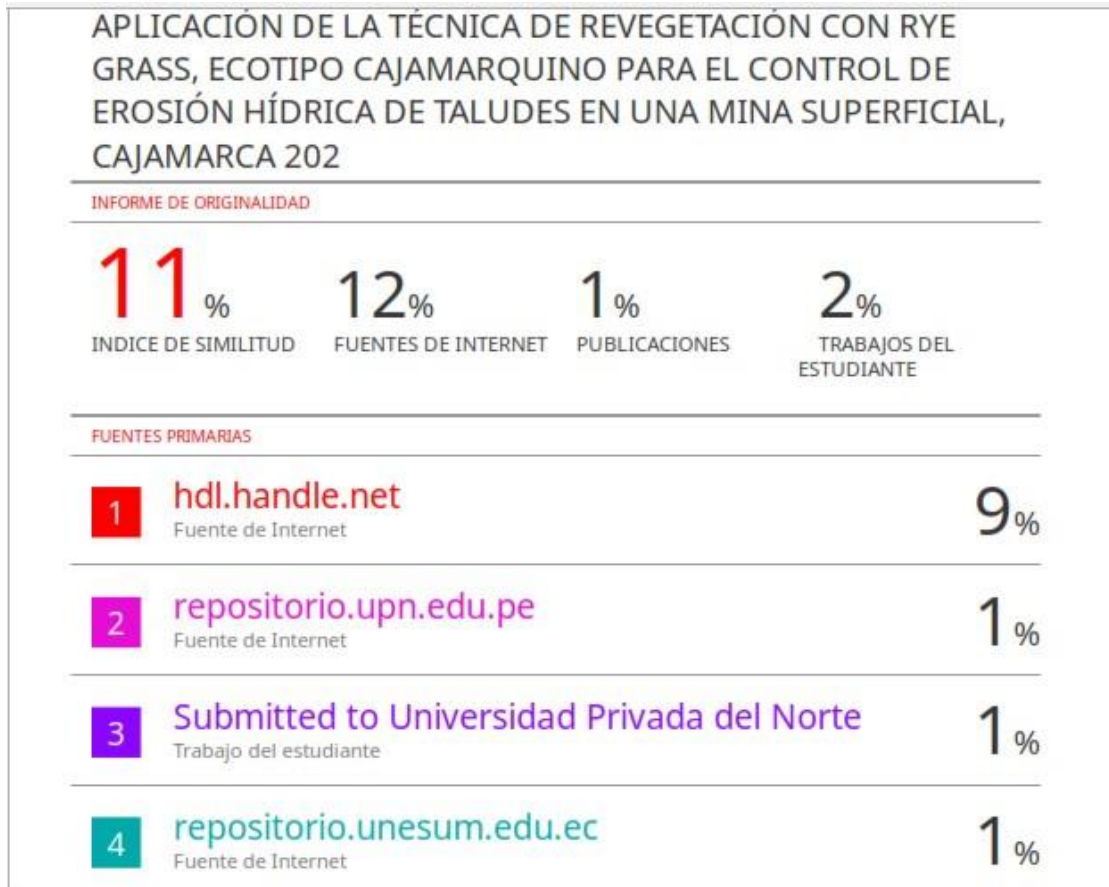 APLICACIÓN DE LA TÉCNICA DE REVEGETACIÓN CON RYE
GRASS, ECOTIPO CAJAMARQUINO PARA EL CONTROL DE
EROSIÓN HÍDRICA DE TALUDES EN UNA MINA SUPERFICIAL,
CAJAMARCA 202
INFORME DE ORIGINALIDAD
11% 12% 1% 2%
INDICE DE SIMILITUD FUENTES DE INTERNET PUBLICACIONES TRABAJOS DEL
ESTUDIANTE
FUENTES PRIMARIAS
1 hdl.handle.net 9%
Fuente de Internet
2 repositorio.upn.edu.pe 1%
Fuente de Internet
3 Submitted to Universidad Privada del Norte 1%
Trabajo del estudiante
4 repositorio.unesum.edu.ec 1%
Fuente de Internet